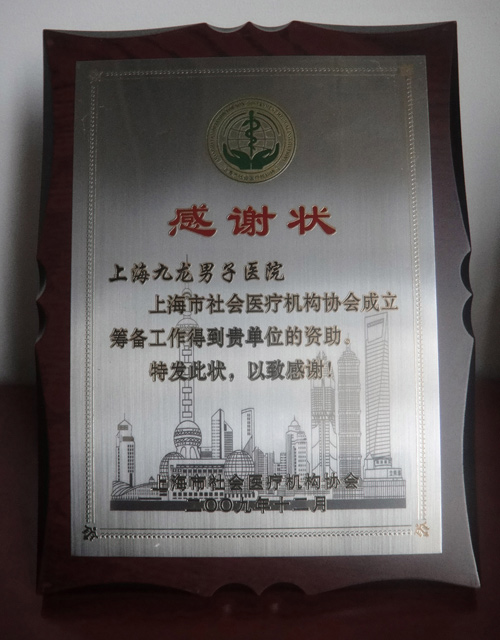 感谢状
上海九龙男子医院
上海市社会医疗机构协会成立
筹备工作得到贵单位的资助。
特发此状，以致感谢！
上海市社会医疗机构协会
二〇〇九年十二月